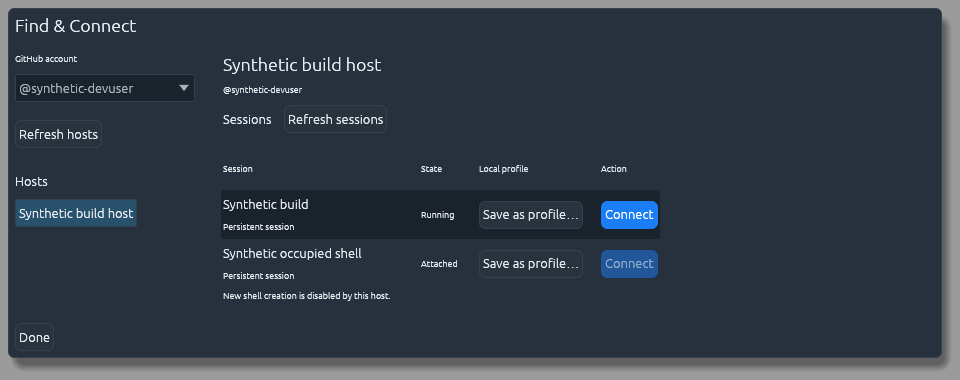 Find & Connect
GitHub account
@synthetic-devuser
Refresh hosts
Hosts
Synthetic build host
Done
Synthetic build host
@synthetic-devuser
Sessions Refresh sessions
Session State Local profile Action
Synthetic build
Persistent session
Running Save as profile... Connect
Synthetic occupied shell
Persistent session
Attached Save as profile... Connect
New shell creation is disabled by this host.